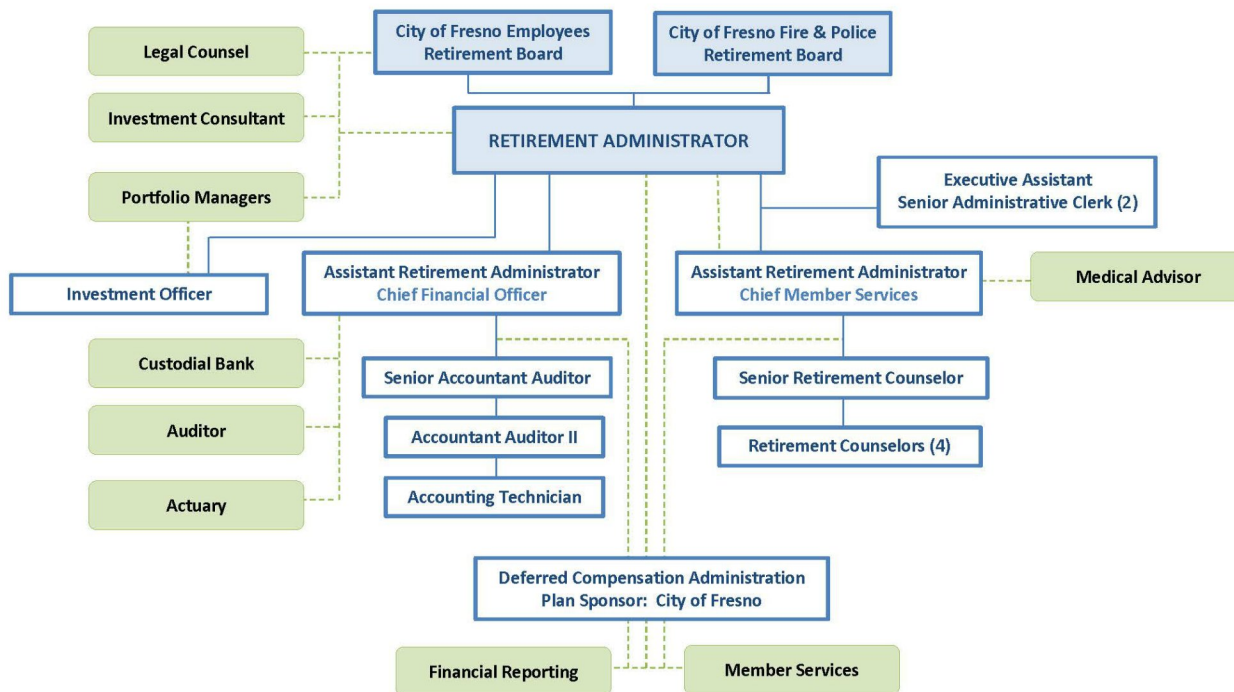 City of Fresno Employees
Retirement Board
City of Fresno Fire & Police
Retirement Board
Legal Counsel
Investment Consultant
RETIREMENT ADMINISTRATOR
Portfolio Managers
Executive Assistant
Senior Administrative Clerk (2)
Investment Officer
Assistant Retirement Administrator
Chief Financial Officer
Assistant Retirement Administrator
Chief Member Services
Medical Advisor
Custodial Bank
Senior Accountant Auditor
Senior Retirement Counselor
Auditor
Accountant Auditor II
Retirement Counselors (4)
Actuary
Accounting Technician
Deferred Compensation Administration
Plan Sponsor: City of Fresno
Financial Reporting
Member Services